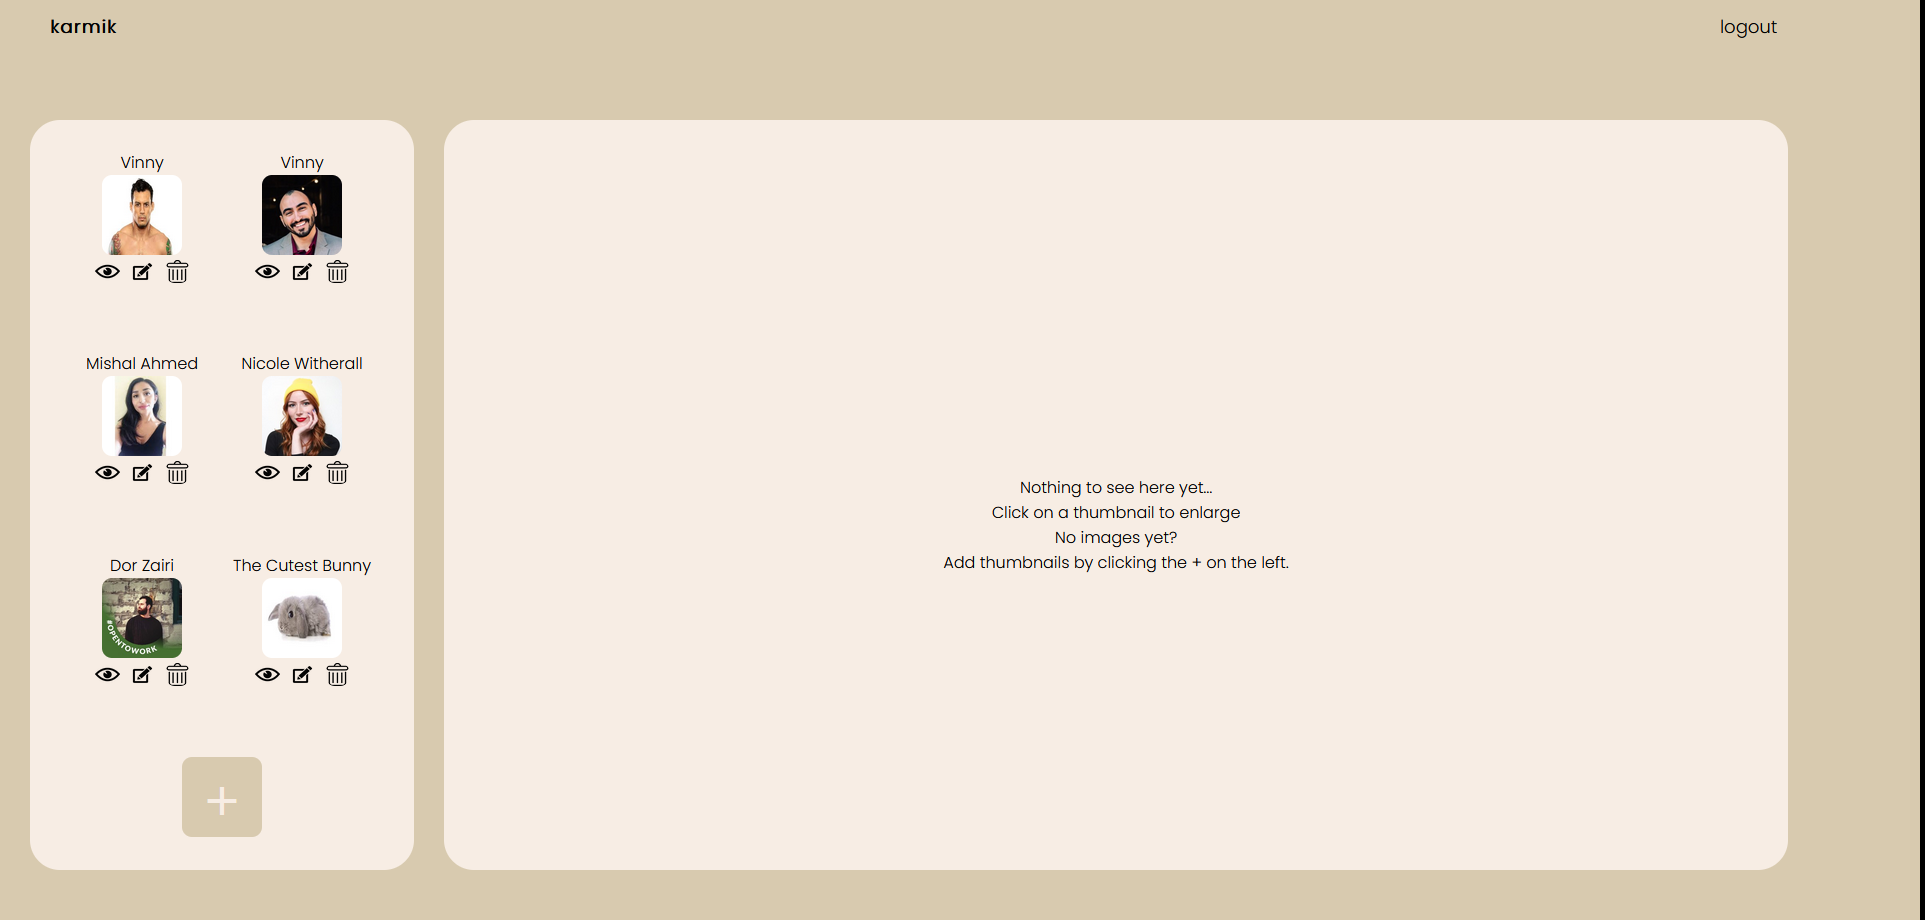 karmik
logout
Vinny
Vinny
Mishal Ahmed
Nicole Witherall
Dor Zairi
The Cutest Bunny
#OPENTOWORK
+
Nothing to see here yet...
Click on a thumbnail to enlarge
No images yet?
Add thumbnails by clicking the + on the left.